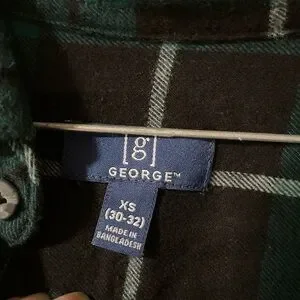 [g]
GEORGE™
XS
(30-32)
MADE IN
BANGLADESH